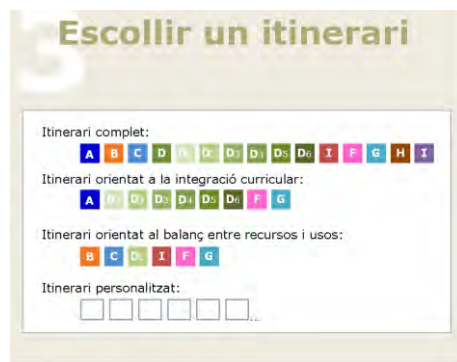 3
Escollir un itinerari
Itinerari complet:
A B C D D1 D2 D3 D4 D5 D6 I F G H I
Itinerari orientat a la integració curricular:
A D1 D2 D3 D4 D5 D6 F G
Itinerari orientat al balanç entre recursos i usos:
B C I F G
Itinerari personalitzat:
...